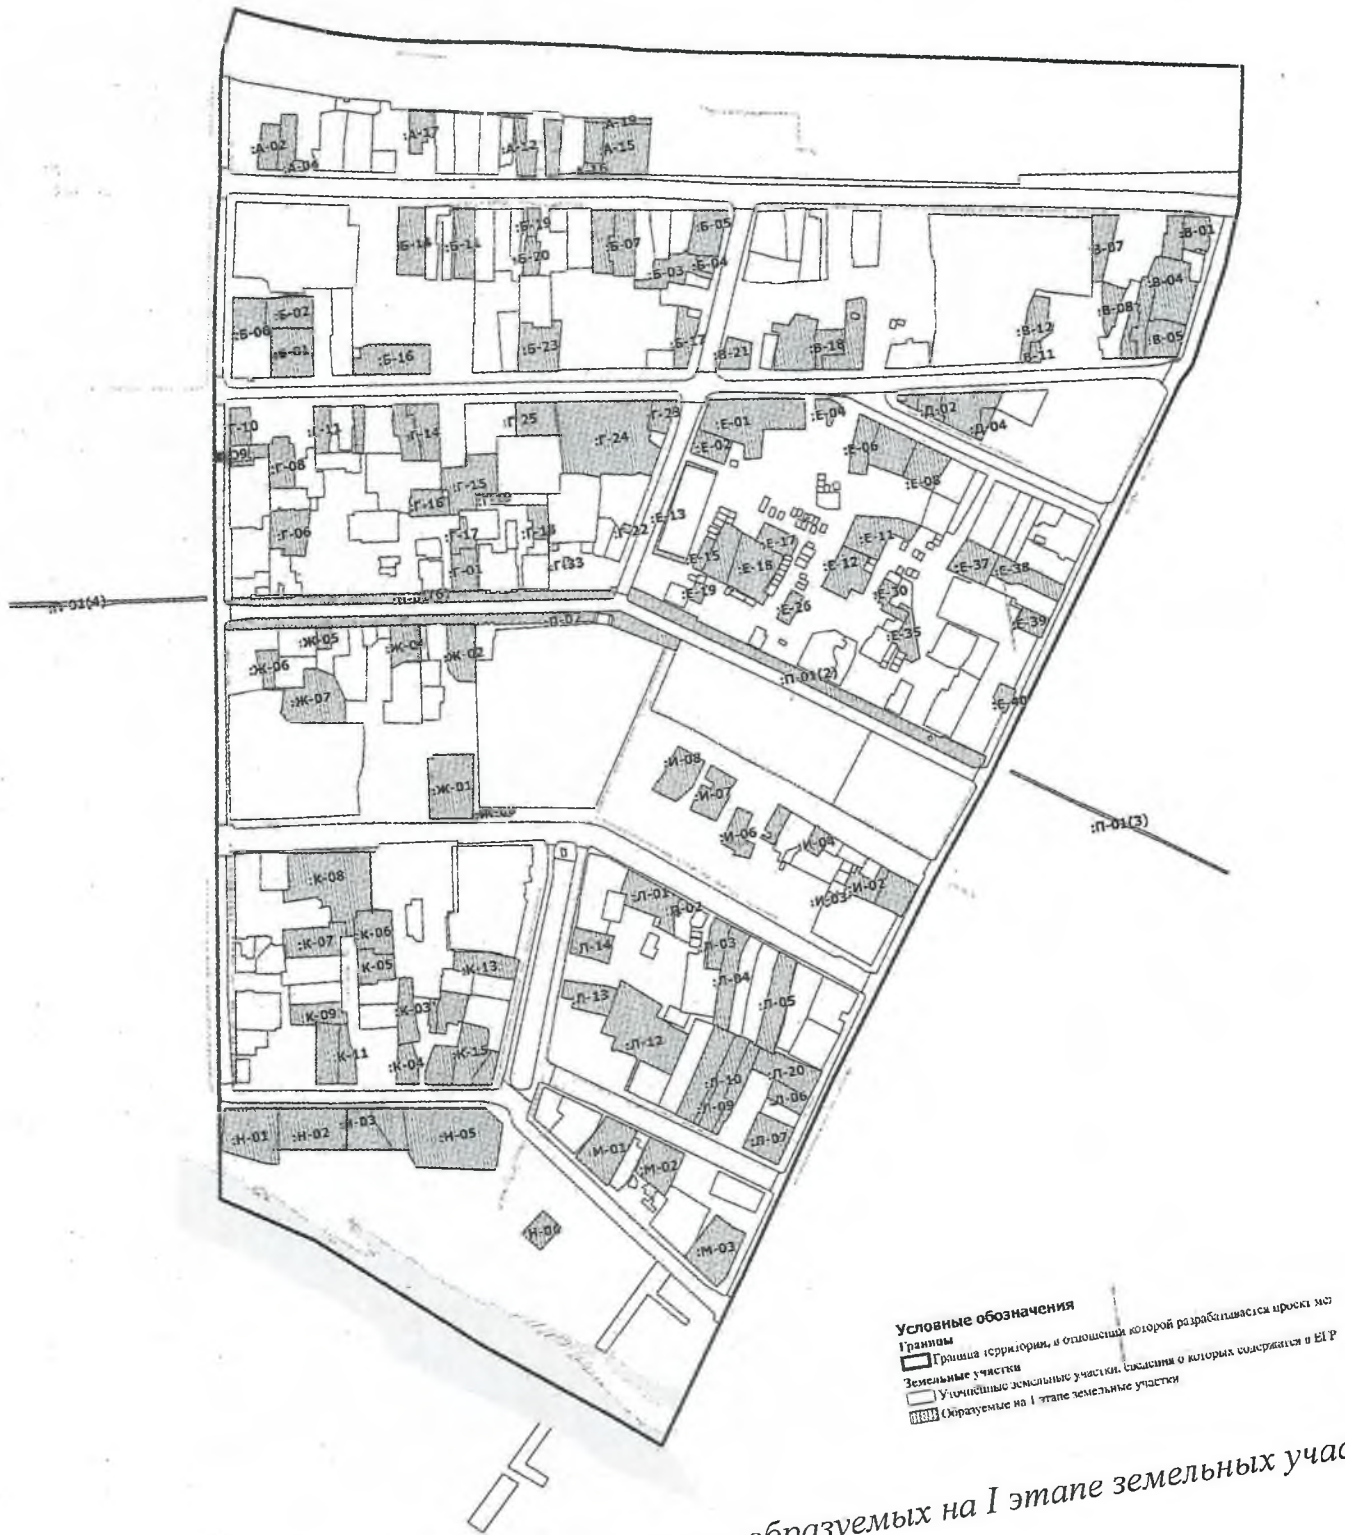 :А-02
:А-04
:А-17
:А-12
:А-15
:Б-14
:Б-11
:Б-19
:Б-20
:Б-07
:Б-05
:Б-04
:Б-03
:Б-02
:Б-01
:Б-16
:Б-23
:Б-17
:В-07
:В-01
:В-04
:В-08
:В-05
:В-12
В-11
:В-18
:В-21
Г-10
:Г-08
:Г-06
:Г-14
:Г-15
:Г-16
:Г-17
:Г-01
:Г-25
:Г-24
Г-23
:Г-22
:Г-33
:Е-01
:Е-02
:Е-04
:Е-06
:Е-08
:Е-13
:Е-15
:Е-17
:Е-18
:Е-19
:Е-26
:Е-11
:Е-12
:Е-30
:Е-35
:Е-37
:Е-38
:Е-39
:Е-40
:Д-02
:Д-04
:П-01(4)
:П-01(2)
:П-01(3)
:Ж-05
:Ж-04
:Ж-02
:Ж-06
:Ж-07
:Ж-01
:И-08
:И-07
:И-06
:И-04
:И-02
:И-03
:К-08
:К-07
:К-06
К-05
:К-13
:К-09
:К-03
:К-11
:К-04
:К-15
:Л-01
:Л-02
:Л-03
:Л-04
:Л-05
:Л-14
:Л-13
:Л-12
:Л-10
:Л-09
:Л-20
:Л-06
:Л-07
:М-01
:М-02
:М-03
:Н-01
:Н-02
:Н-03
:Н-05
Условные обозначения
Границы
Граница территории, в отношении которой разрабатывается проект меж
Земельные участки
Уточнённые земельные участки, сведения о которых содержатся в ЕГР
Образуемые на 1 этапе земельные участки
образуемых на I этапе земельных учас